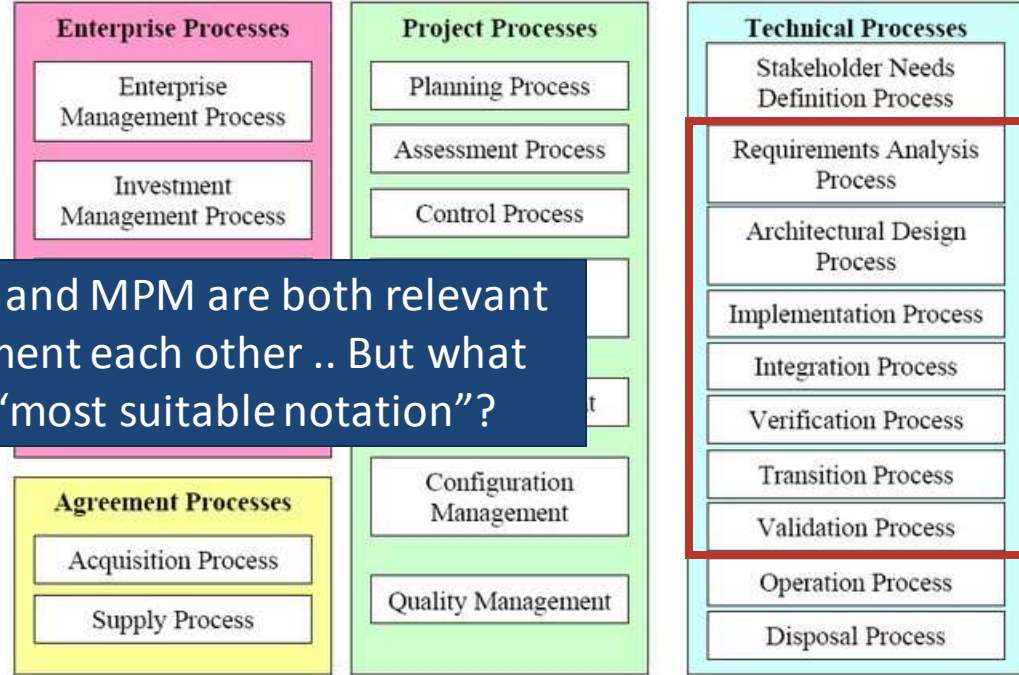 Enterprise Processes
Enterprise
Management Process
Investment
Management Process
and MPM are both relevant
each other .. But what
“most suitable notation”?
Agreement Processes
Acquisition Process
Supply Process
Project Processes
Planning Process
Assessment Process
Control Process
Configuration
Management
Quality Management
Technical Processes
Stakeholder Needs
Definition Process
Requirements Analysis
Process
Architectural Design
Process
Implementation Process
Integration Process
Verification Process
Transition Process
Validation Process
Operation Process
Disposal Process